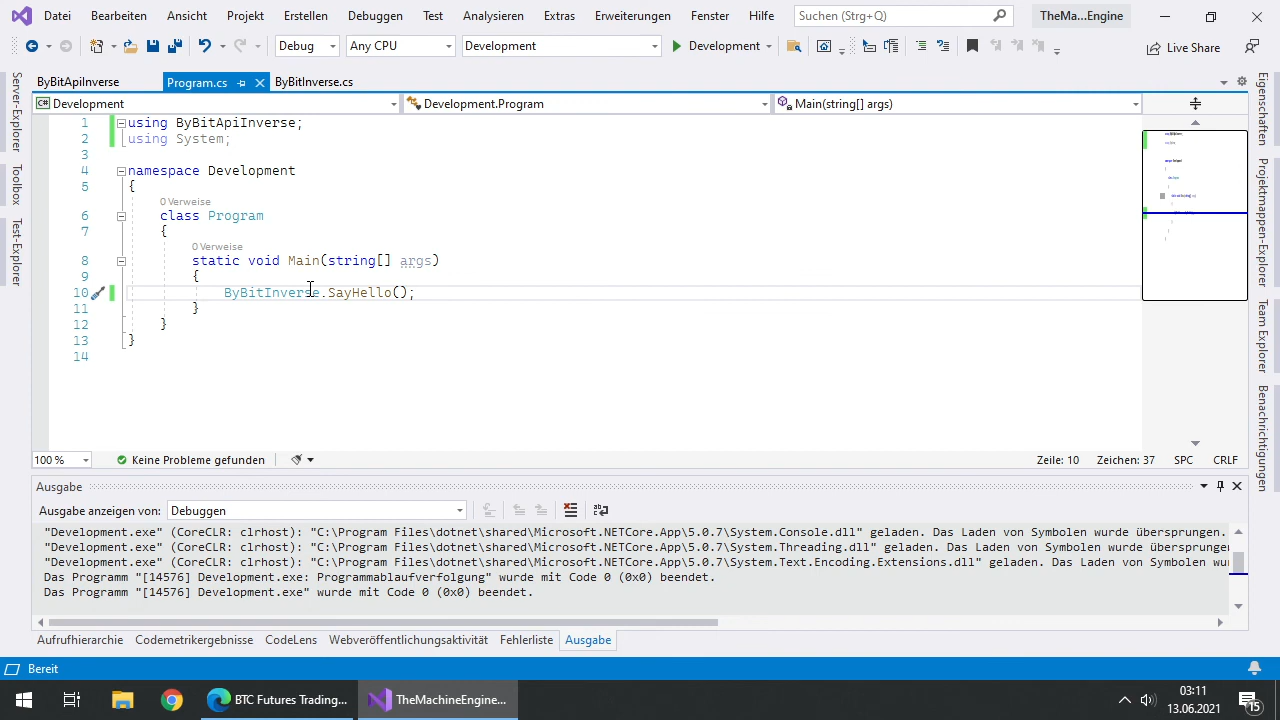 Datei Bearbeiten Ansicht Projekt Erstellen Debuggen Test Analysieren Extras Erweiterungen Fenster Hilfe Suchen (Strg+Q) TheMa...Engine
Debug Any CPU Development Development Live Share
ByBitApiInverse Program.cs ByBitInverse.cs
Development Development.Program Main(string[] args)
1 using ByBitApiInverse;
2 using System;
3
4 namespace Development
5 {
0 Verweise
6 class Program
7 {
0 Verweise
8 static void Main(string[] args)
9 {
10 ByBitInverse.SayHello();
11 }
12 }
13 }
14
100 % Keine Probleme gefunden Zeile: 10 Zeichen: 37 SPC CRLF
Ausgabe
Ausgabe anzeigen von: Debuggen
"Development.exe" (CoreCLR: clrhost): "C:\Program Files\dotnet\shared\Microsoft.NETCore.App\5.0.7\System.Console.dll" geladen. Das Laden von Symbolen wurde übersprungen.
"Development.exe" (CoreCLR: clrhost): "C:\Program Files\dotnet\shared\Microsoft.NETCore.App\5.0.7\System.Threading.dll" geladen. Das Laden von Symbolen wurde übersprungen
"Development.exe" (CoreCLR: clrhost): "C:\Program Files\dotnet\shared\Microsoft.NETCore.App\5.0.7\System.Text.Encoding.Extensions.dll" geladen. Das Laden von Symbolen wu
Das Programm "[14576] Development.exe: Programmablaufverfolgung" wurde mit Code 0 (0x0) beendet.
Das Programm "[14576] Development.exe" wurde mit Code 0 (0x0) beendet.
Aufrufhierarchie Codemetrikergebnisse CodeLens Webveröffentlichungsaktivität Fehlerliste Ausgabe
Bereit
BTC Futures Trading... TheMachineEngine... 03:11
13.06.2021 15
Server-Explorer
Toolbox
Test-Explorer
Eigenschaften
Projektmappen-Explorer
Team Explorer
Benachrichtigungen